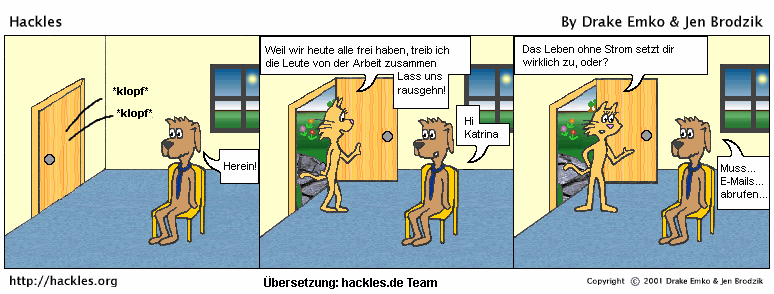 Hackles
By Drake Emko & Jen Brodzik
*klopf*
*klopf*
Herein!
Weil wir heute alle frei haben, treib ich
die Leute von der Arbeit zusammen
Lass uns
rausgehn!
Hi
Katrina
Das Leben ohne Strom setzt dir
wirklich zu, oder?
Muss...
E-Mails...
abrufen...
http://hackles.org
Übersetzung: hackles.de Team
Copyright © 2001 Drake Emko & Jen Brodzik